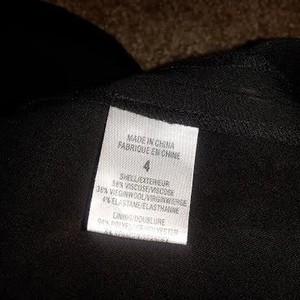 MADE IN CHINA
FABRIQUE EN CHINE
4
SHELL/EXTERIEUR
58% VISCOSE/VISCOSE
38% VIRGINWOOL/VIRGINWERGE
4% ELASTANE/ELASTHANNE
LINING/DOUBLURE